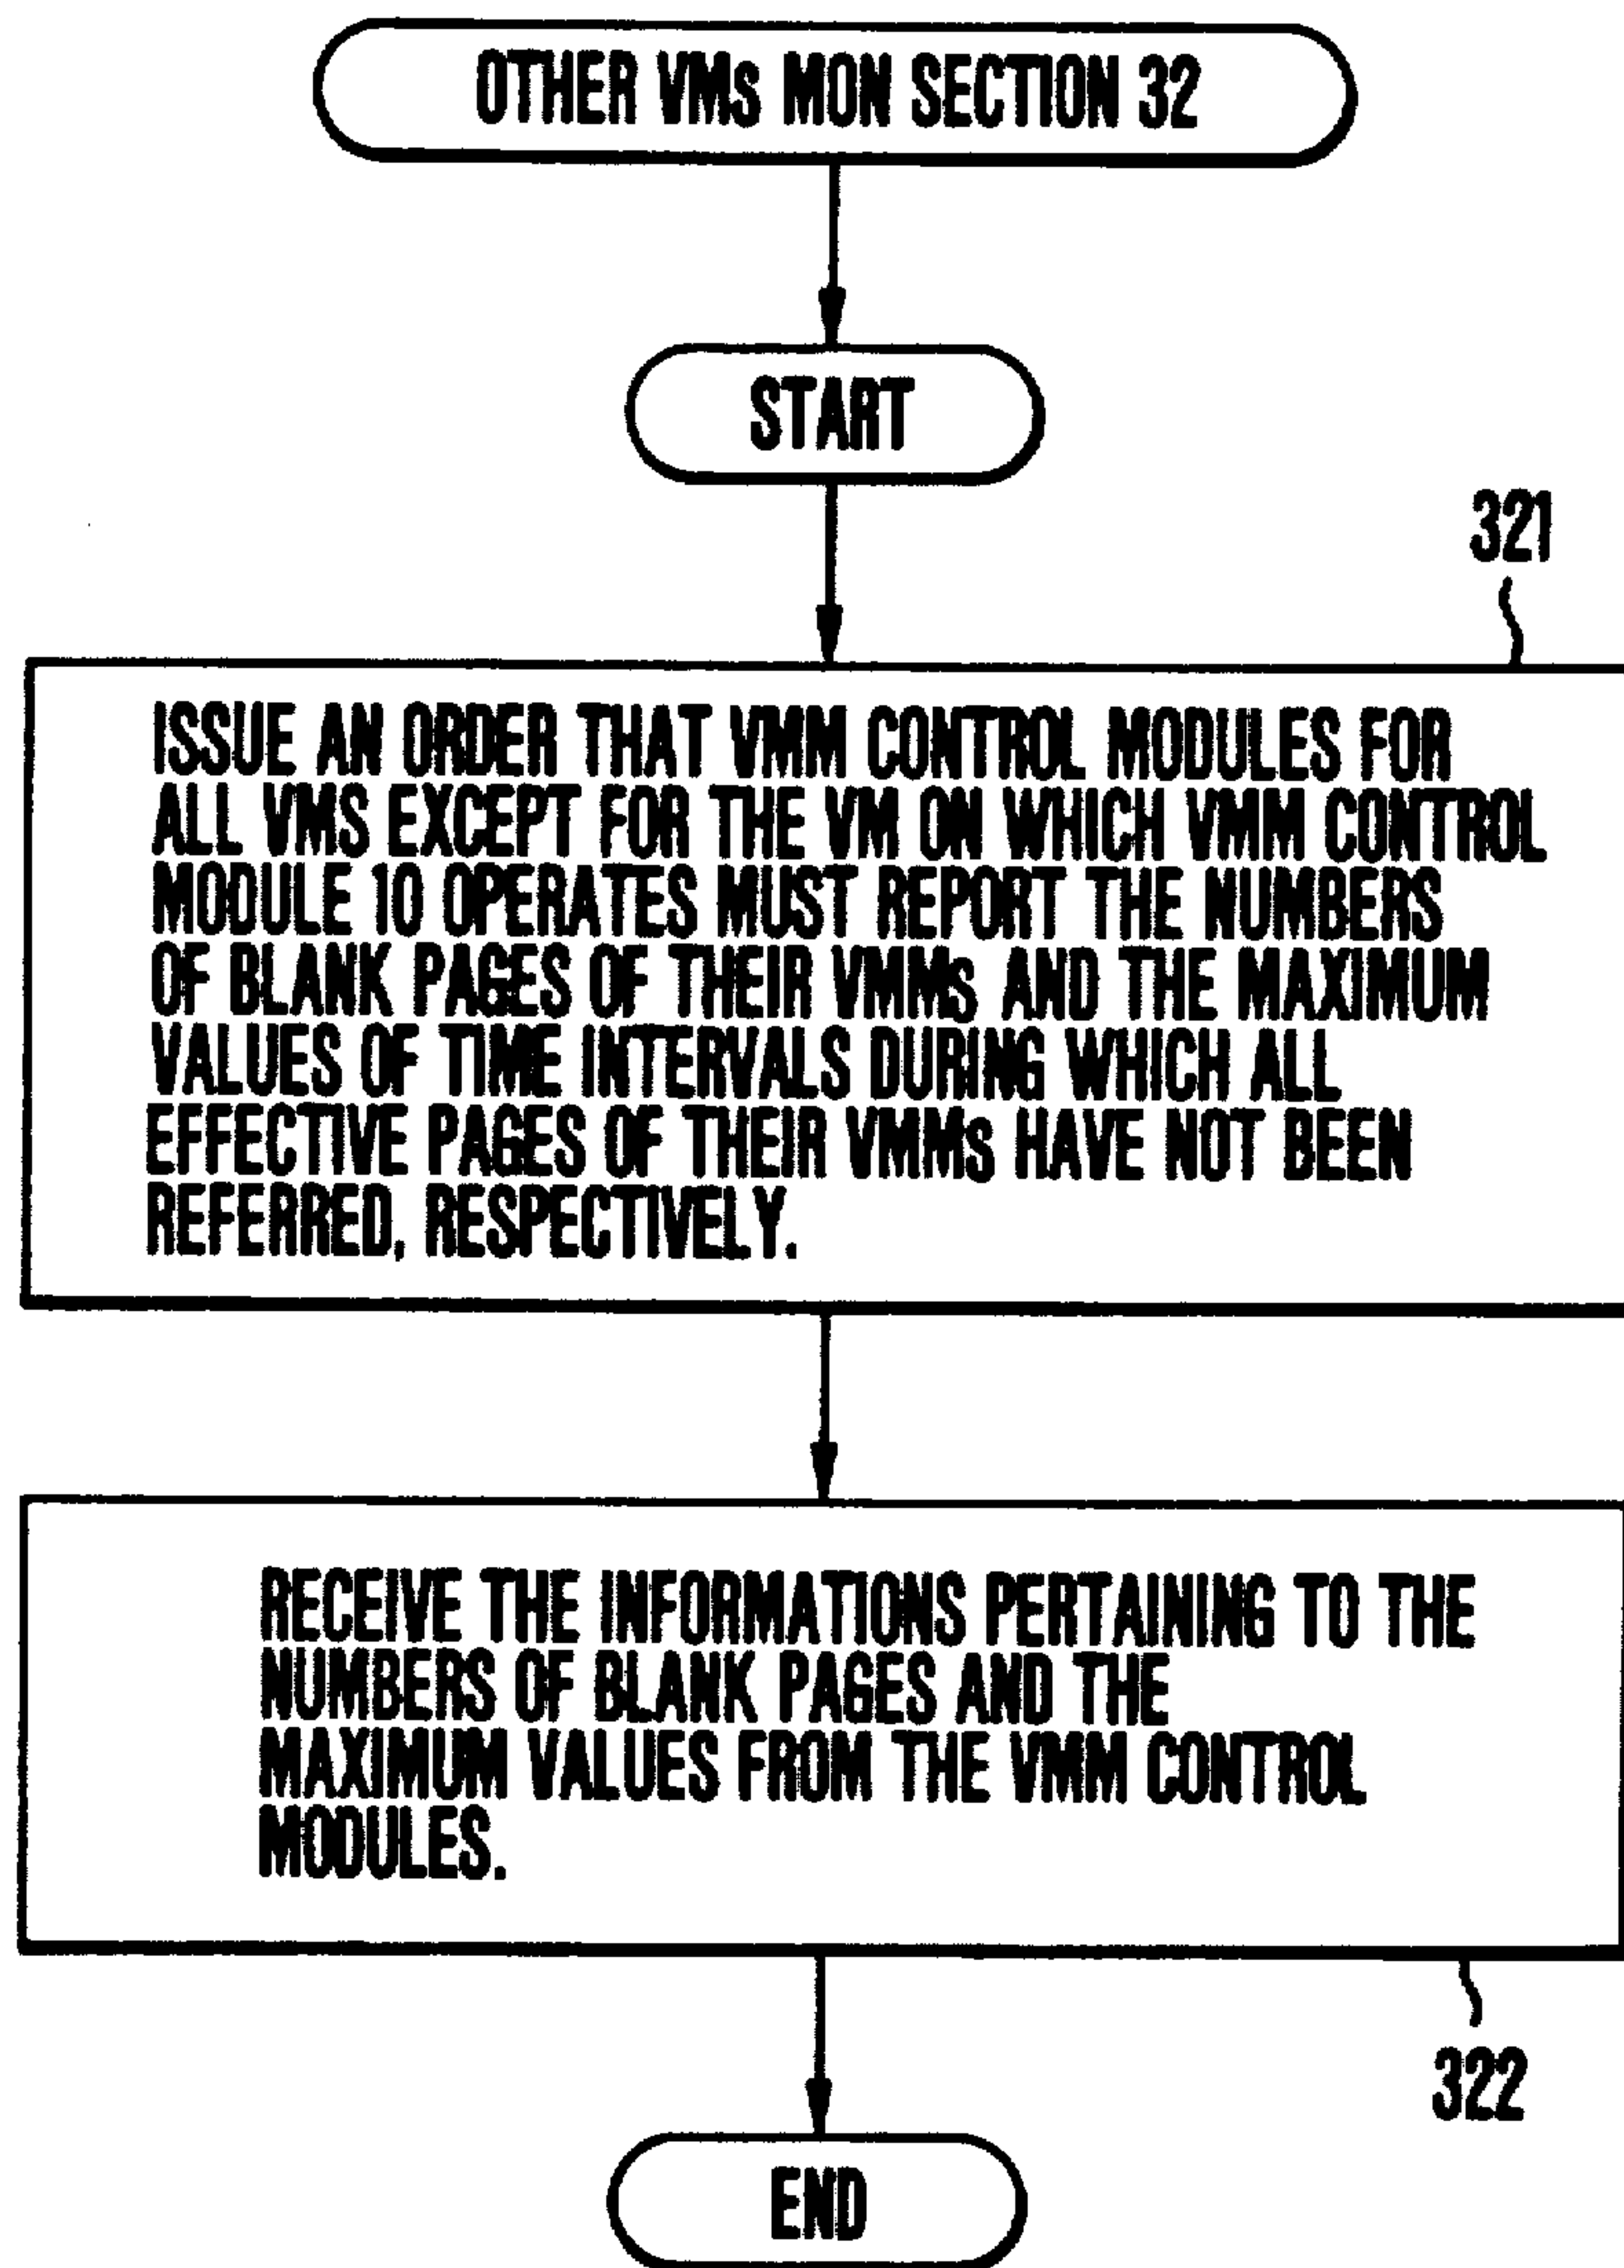 OTHER VMs MON SECTION 32
START
321
ISSUE AN ORDER THAT VMM CONTROL MODULES FOR
ALL VMS EXCEPT FOR THE VM ON WHICH VMM CONTROL
MODULE 10 OPERATES MUST REPORT THE NUMBERS
OF BLANK PAGES OF THEIR VMMs AND THE MAXIMUM
VALUES OF TIME INTERVALS DURING WHICH ALL
EFFECTIVE PAGES OF THEIR VMMs HAVE NOT BEEN
REFERRED, RESPECTIVELY.
RECEIVE THE INFORMATIONS PERTAINING TO THE
NUMBERS OF BLANK PAGES AND THE
MAXIMUM VALUES FROM THE VMM CONTROL
MODULES.
322
END